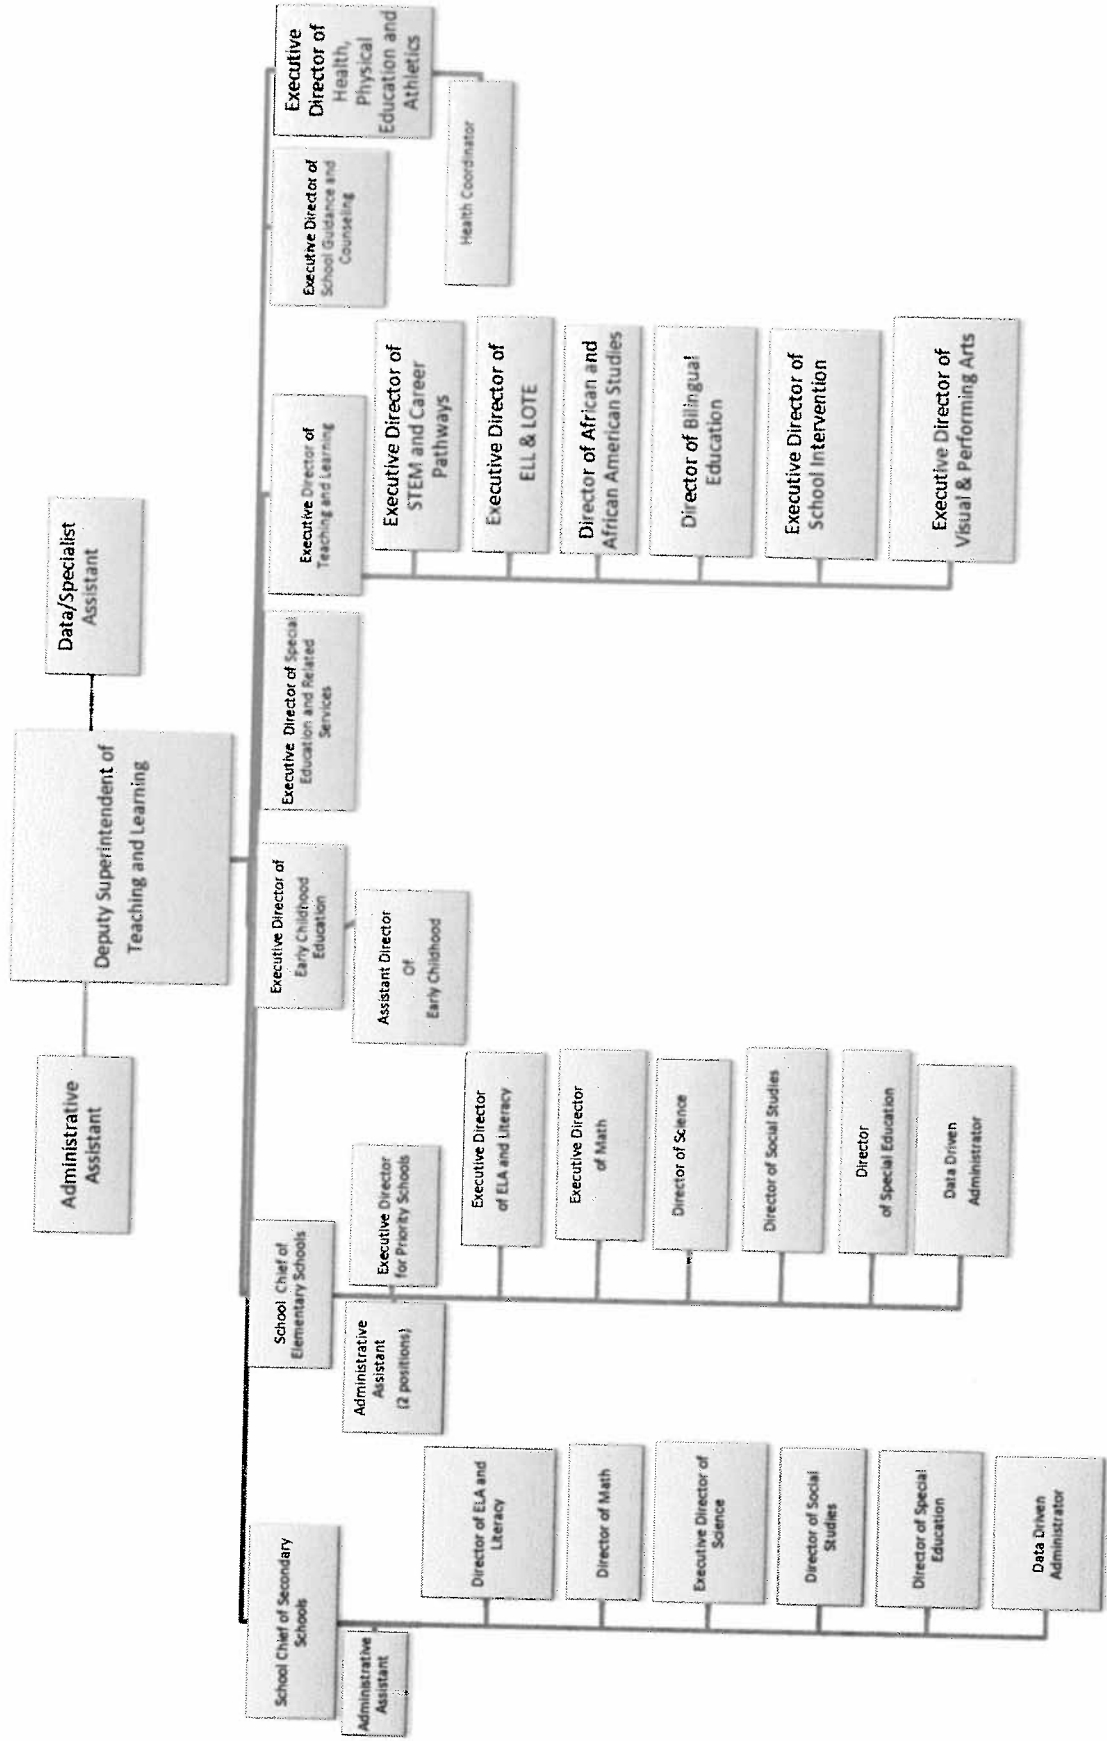 Administrative
Assistant
Deputy Superintendent of
Teaching and Learning
Data/Specialist
Assistant
School Chief of Secondary
Schools
Administrative
Assistant
Director of ELA and
Literacy
Director of Math
Executive Director of
Science
Director of Social
Studies
Director of Special
Education
Data Driven
Administrator
School Chief of
Elementary Schools
Administrative
Assistant
(2 positions)
Executive Director
for Priority Schools
Executive Director
of ELA and Literacy
Executive Director
of Math
Director of Science
Director of Social Studies
Director
of Special Education
Data Driven
Administrator
Executive Director of
Early Childhood
Education
Assistant Director
Of
Early Childhood
Executive Director of Special
Education and Related
Services
Executive Director of
Teaching and Learning
Executive Director of
STEM and Career
Pathways
Executive Director of
ELL & LOTE
Director of African and
African American Studies
Director of Bilingual
Education
Executive Director of
School Intervention
Executive Director of
Visual & Performing Arts
Executive Director of
School Guidance and
Counseling
Executive
Director of
Health,
Physical
Education and
Athletics
Health Coordinator